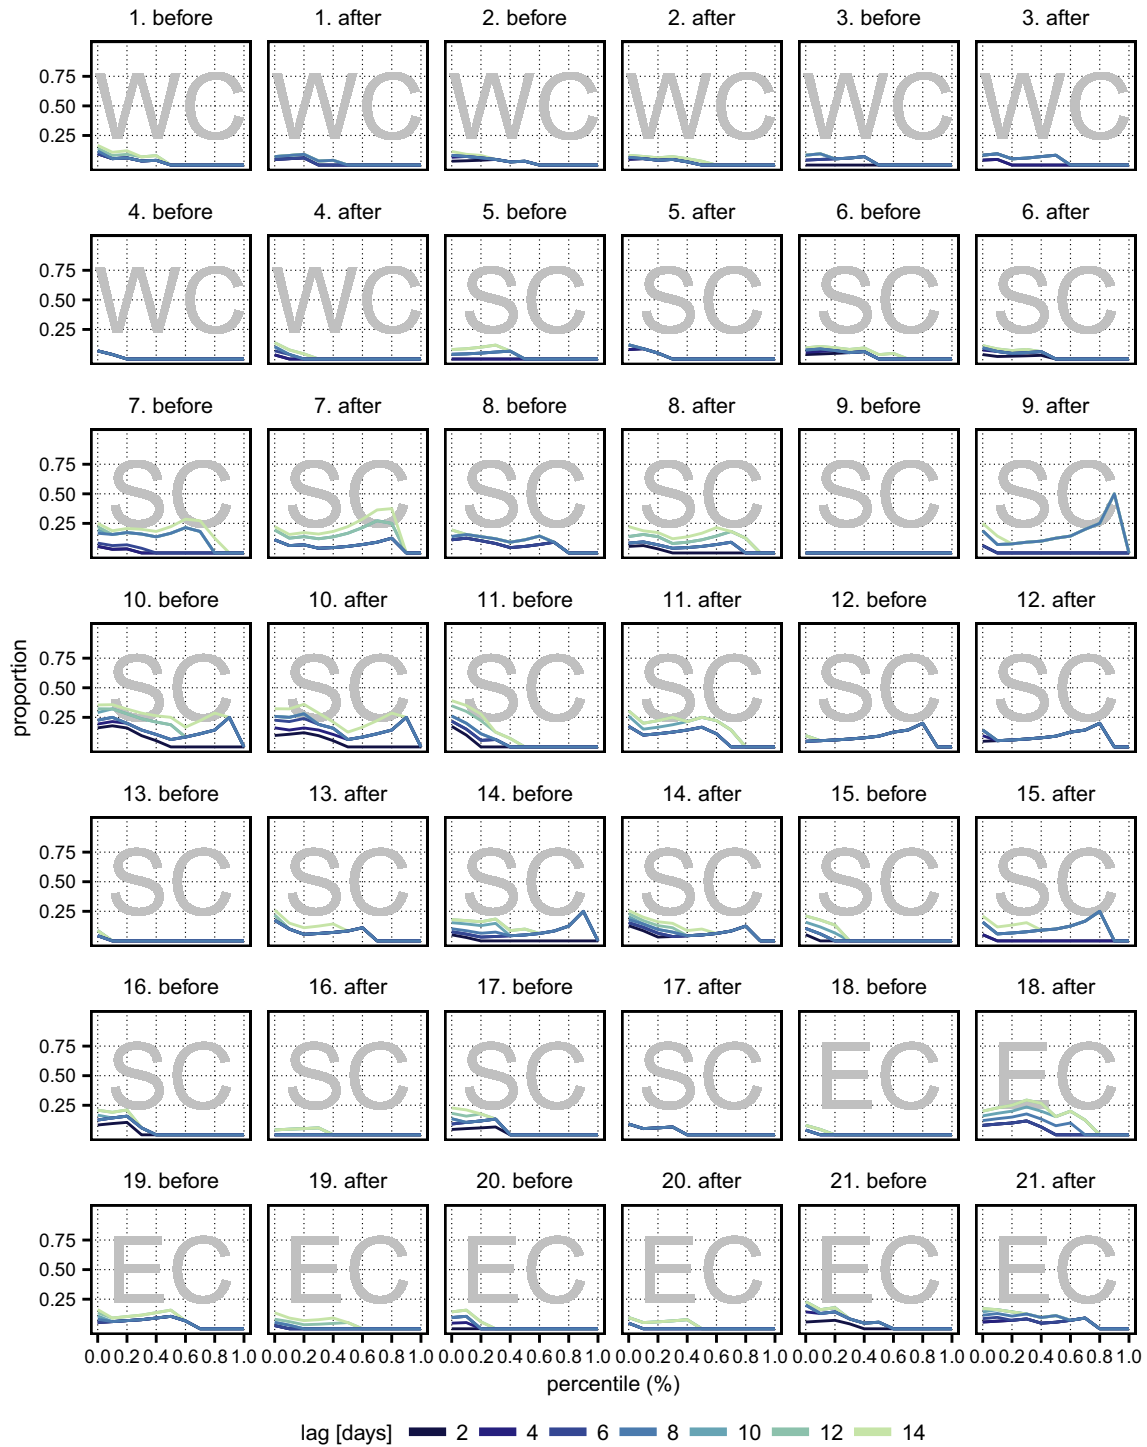 1. before 1. after 2. before 2. after 3. before 3. after
0.75 WC WC WC WC WC WC
0.50
0.25
4. before 4. after 5. before 5. after 6. before 6. after
0.75 WC WC SC SC SC SC
0.50
0.25
7. before 7. after 8. before 8. after 9. before 9. after
0.75 SC SC SC SC SC SC
0.50
0.25
10. before 10. after 11. before 11. after 12. before 12. after
0.75 SC SC SC SC SC SC
0.50
0.25
proportion
13. before 13. after 14. before 14. after 15. before 15. after
0.75 SC SC SC SC SC SC
0.50
0.25
16. before 16. after 17. before 17. after 18. before 18. after
0.75 SC SC SC SC EC EC
0.50
0.25
19. before 19. after 20. before 20. after 21. before 21. after
0.75 EC EC EC EC EC EC
0.50
0.25
0.0 0.2 0.4 0.6 0.8 1.0 0.0 0.2 0.4 0.6 0.8 1.0 0.0 0.2 0.4 0.6 0.8 1.0 0.0 0.2 0.4 0.6 0.8 1.0 0.0 0.2 0.4 0.6 0.8 1.0 0.0 0.2 0.4 0.6 0.8 1.0
percentile (%)
lag [days] 2 4 6 8 10 12 14